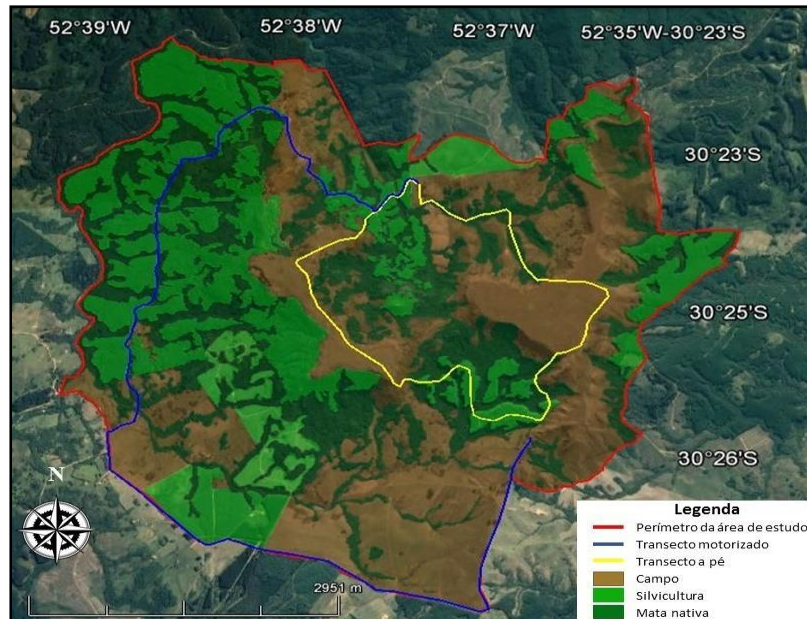 52°39'W 52°38'W 52°37'W 52°35'W-30°23'S
30°23'S
30°25'S
30°26'S
N
2951 m
Legenda
Perímetro da área de estudo
Transecto motorizado
Transecto a pé
Campo
Silvicultura
Mata nativa